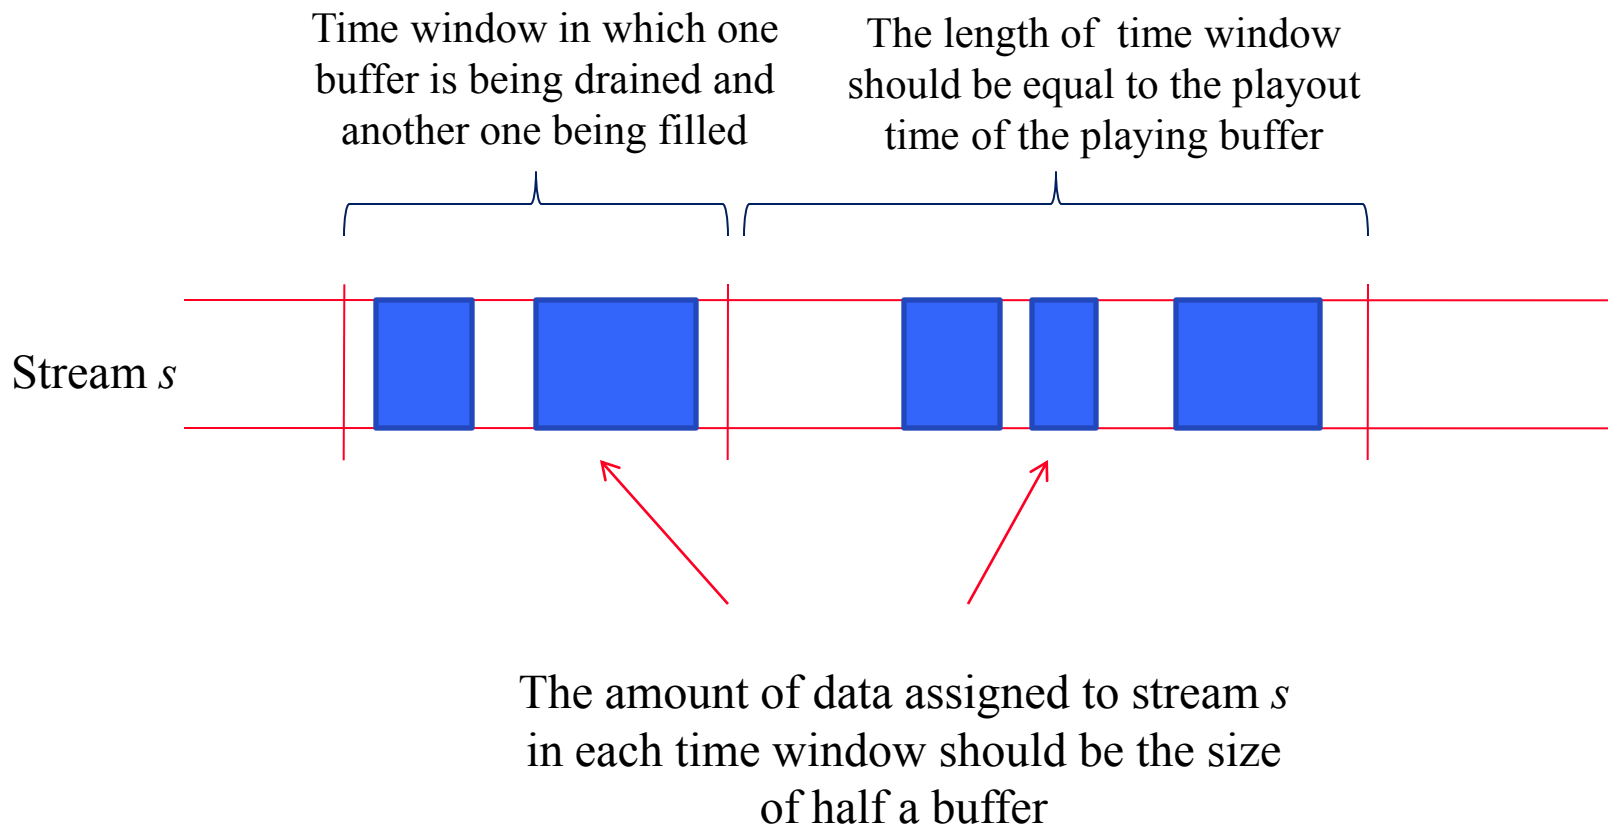 Time window in which one
buffer is being drained and
another one being filled
The length of time window
should be equal to the playout
time of the playing buffer
Stream s
The amount of data assigned to stream s
in each time window should be the size
of half a buffer